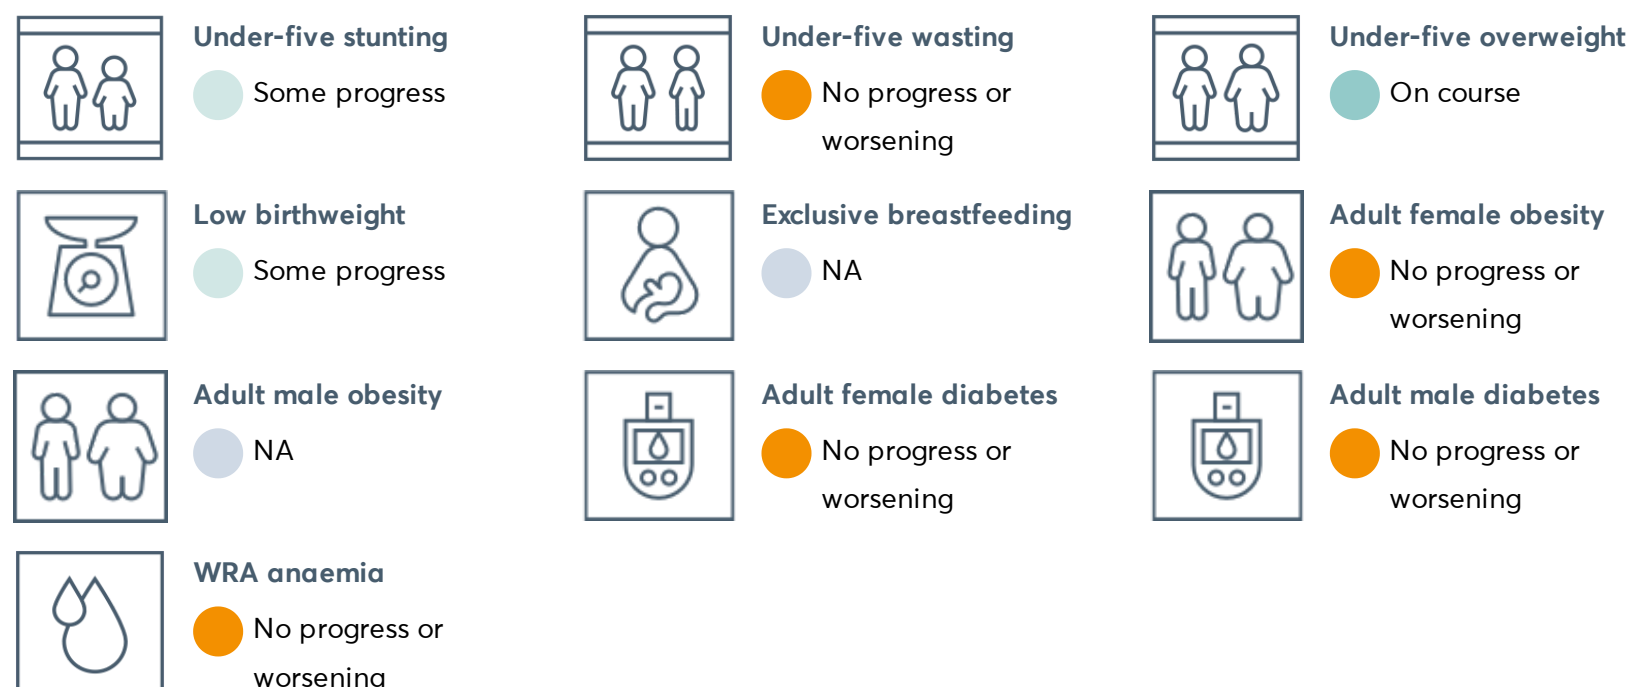 Under-five stunting
Some progress
Under-five wasting
No progress or
worsening
Under-five overweight
On course
Low birthweight
Some progress
Exclusive breastfeeding
NA
Adult female obesity
No progress or
worsening
Adult male obesity
NA
Adult female diabetes
No progress or
worsening
Adult male diabetes
No progress or
worsening
WRA anaemia
No progress or
worsening